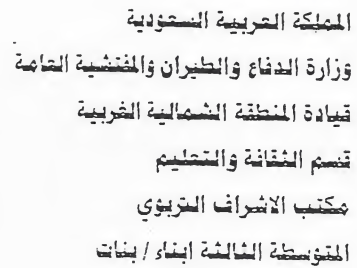 المملكة العربية السعودية
وزارة الدفاع والطيران والمفتشية العامة
قيادة المنطقة الشمالية الغربية
قسم الثقافة والتعليم
مكتب الاشراف التربوي
المتوسطة الثالثة ابناء / بنات